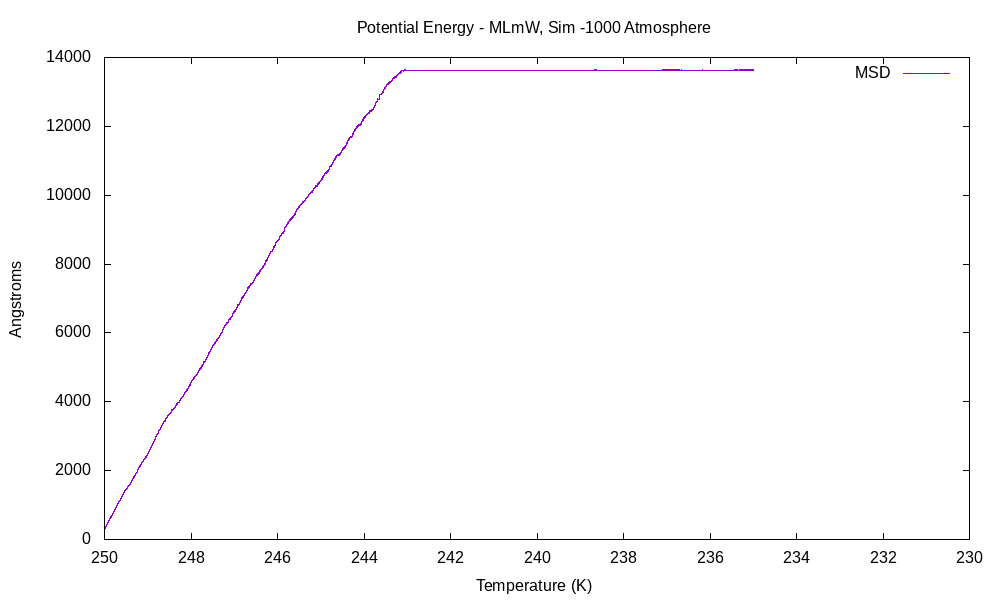 Potential Energy - MLmW, Sim -1000 Atmosphere
14000
MSD
12000
10000
8000
Angstroms
6000
4000
2000
0
250 248 246 244 242 240 238 236 234 232 230
Temperature (K)